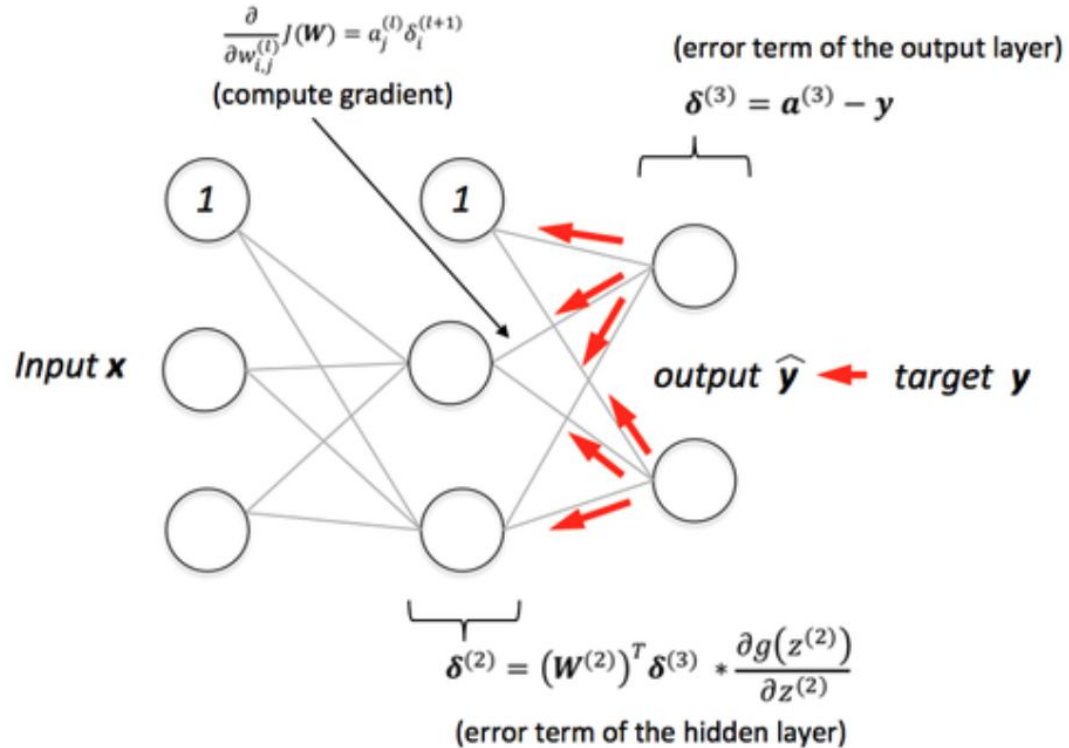 ∂/∂w_{i,j}^{(l)} J(W) = a_j^{(l)} δ_i^{(l+1)}
(compute gradient)
(error term of the output layer)
δ^{(3)} = a^{(3)} − y
1
1
Input x
output ŷ
target y
δ^{(2)} = (W^{(2)})^T δ^{(3)} * ∂g(z^{(2)})/∂z^{(2)}
(error term of the hidden layer)